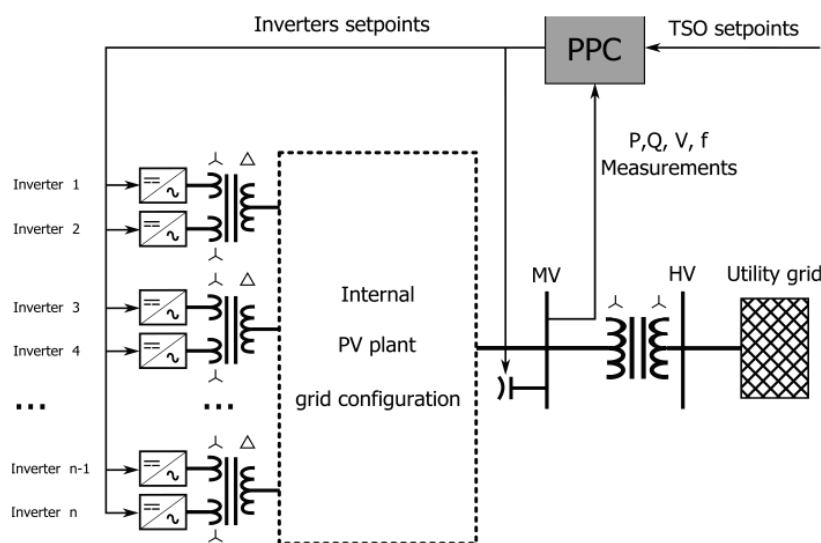 Inverters setpoints
PPC
TSO setpoints
P,Q, V, f
Measurements
Inverter 1
Inverter 2
Inverter 3
Inverter 4
...
...
Inverter n-1
Inverter n
Internal
PV plant
grid configuration
MV
HV
Utility grid